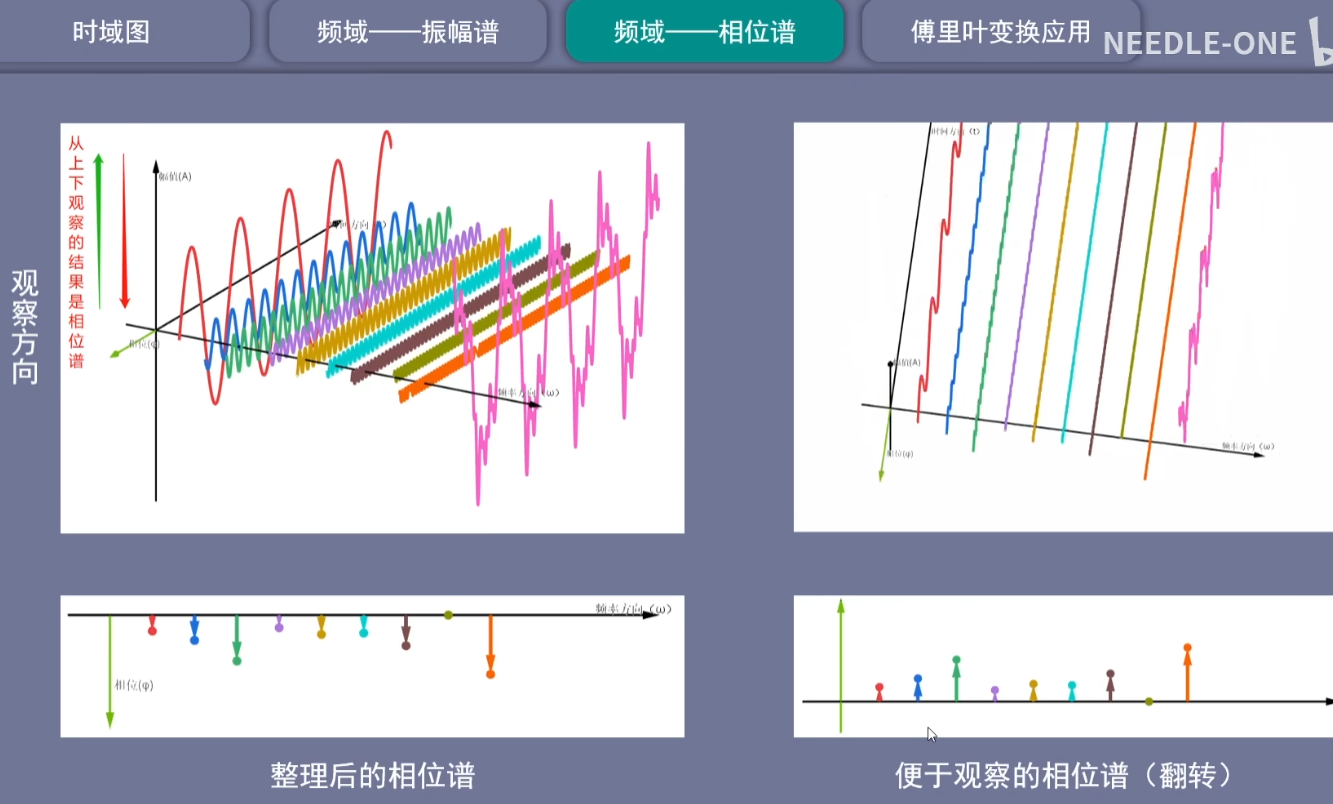 时域图
频域——振幅谱
频域——相位谱
傅里叶变换应用
NEEDLE-ONE
观察方向
从上下观察的结果是相位谱
幅值(A)
相位(φ)
频率方向（ω）
时间方向（t）
幅值(A)
相位(φ)
频率方向（ω）
频率方向（ω）
相位(φ)
整理后的相位谱
便于观察的相位谱（翻转）